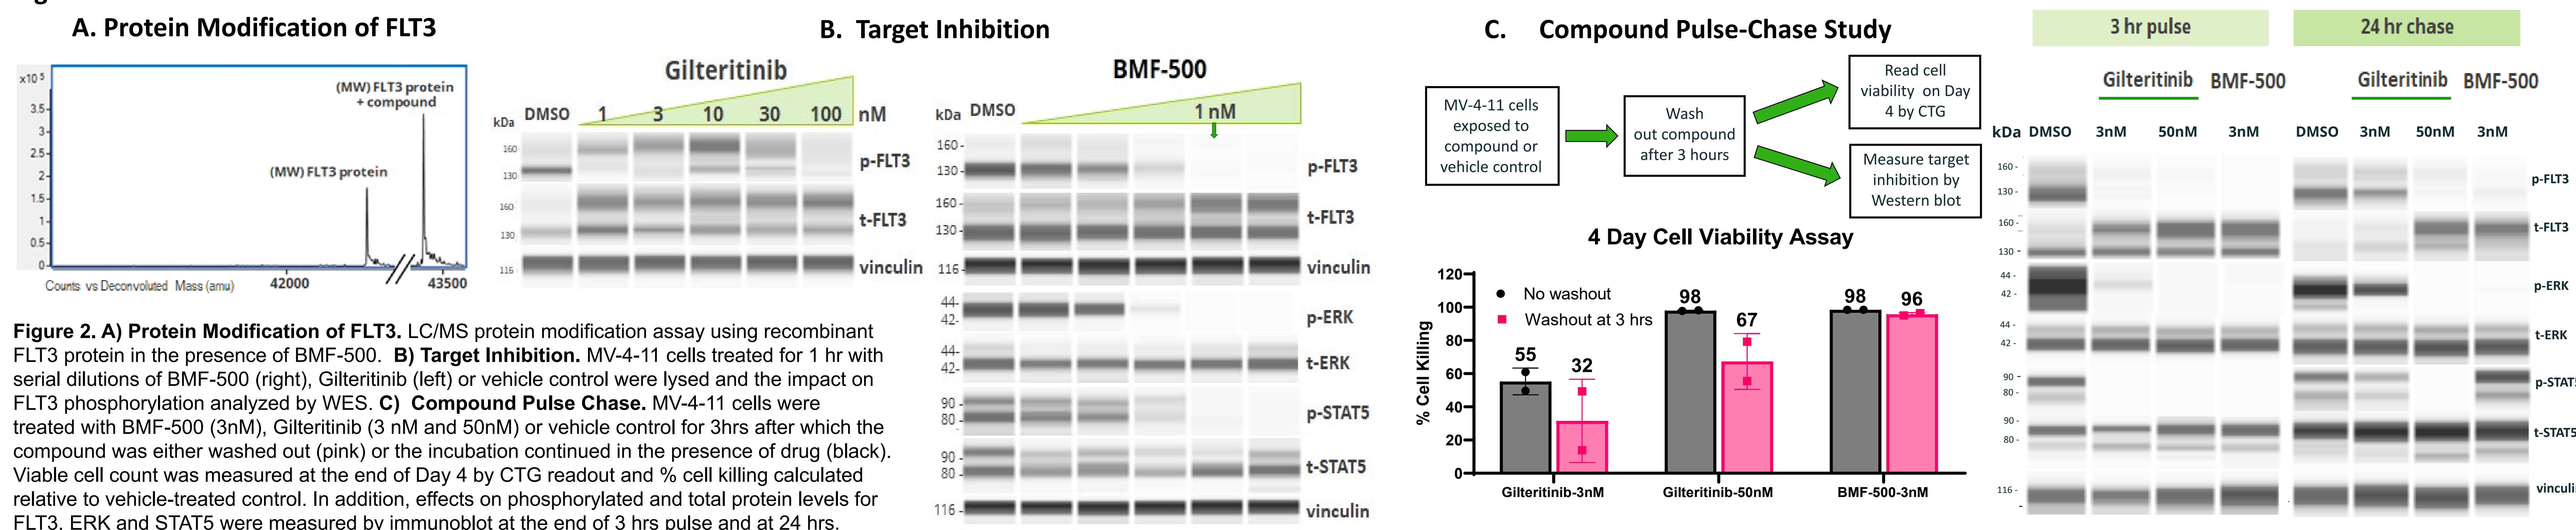 A. Protein Modification of FLT3
x10 5
3.5
3
2.5
2
1.5
1
0.5
0
(MW) FLT3 protein
+ compound
(MW) FLT3 protein
Counts vs Deconvoluted Mass (amu)
42000
43500
Figure 2. A) Protein Modification of FLT3. LC/MS protein modification assay using recombinant
FLT3 protein in the presence of BMF-500. B) Target Inhibition. MV-4-11 cells treated for 1 hr with
serial dilutions of BMF-500 (right), Gilteritinib (left) or vehicle control were lysed and the impact on
FLT3 phosphorylation analyzed by WES. C) Compound Pulse Chase. MV-4-11 cells were
treated with BMF-500 (3nM), Gilteritinib (3 nM and 50nM) or vehicle control for 3hrs after which the
compound was either washed out (pink) or the incubation continued in the presence of drug (black).
Viable cell count was measured at the end of Day 4 by CTG readout and % cell killing calculated
relative to vehicle-treated control. In addition, effects on phosphorylated and total protein levels for
FLT3, ERK and STAT5 were measured by immunoblot at the end of 3 hrs pulse and at 24 hrs.
B. Target Inhibition
Gilteritinib
kDa DMSO 1 3 10 30 100 nM
160
130
p-FLT3
160
130
t-FLT3
116
vinculin
BMF-500
kDa DMSO 1 nM
160 -
130 -
p-FLT3
160 -
130 -
t-FLT3
116 -
vinculin
44-
42-
p-ERK
44-
42-
t-ERK
90 -
80 -
p-STAT5
90 -
80 -
t-STAT5
116 -
vinculin
C. Compound Pulse-Chase Study
MV-4-11 cells
exposed to
compound or
vehicle control
Wash
out compound
after 3 hours
Read cell
viability on Day
4 by CTG
Measure target
inhibition by
Western blot
4 Day Cell Viability Assay
% Cell Killing
120
100
80
60
40
20
0
No washout
Washout at 3 hrs
55
32
98
67
98
96
Gilteritinib-3nM
Gilteritinib-50nM
BMF-500-3nM
3 hr pulse
24 hr chase
Gilteritinib BMF-500
Gilteritinib BMF-500
kDa DMSO 3nM 50nM 3nM
DMSO 3nM 50nM 3nM
160 -
130 -
p-FLT3
160 -
130 -
t-FLT3
44 -
42 -
p-ERK
44 -
42 -
t-ERK
90 -
80 -
p-STAT5
90 -
80 -
t-STAT5
116 -
vinculi